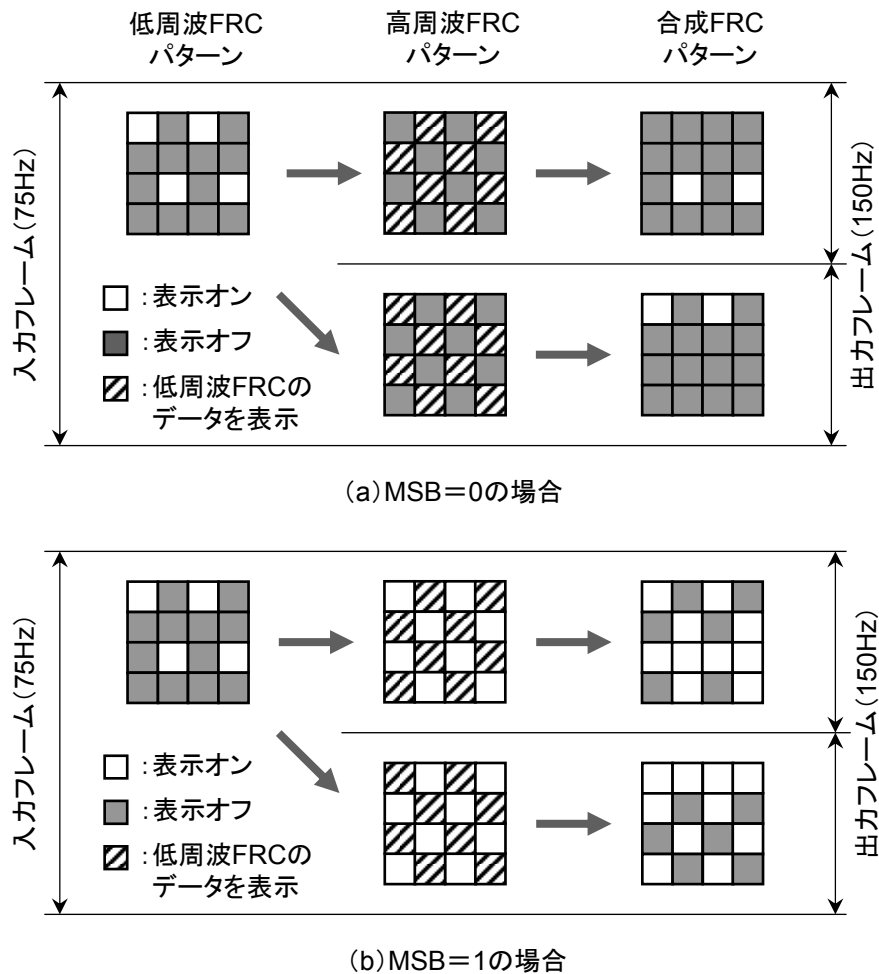 低周波FRC
パターン
高周波FRC
パターン
合成FRC
パターン
入力フレーム（75Hz）
出力フレーム（150Hz）
：表示オン
：表示オフ
：低周波FRCの
データを表示
（a）MSB＝0の場合
入力フレーム（75Hz）
出力フレーム（150Hz）
：表示オン
：表示オフ
：低周波FRCの
データを表示
（b）MSB＝1の場合